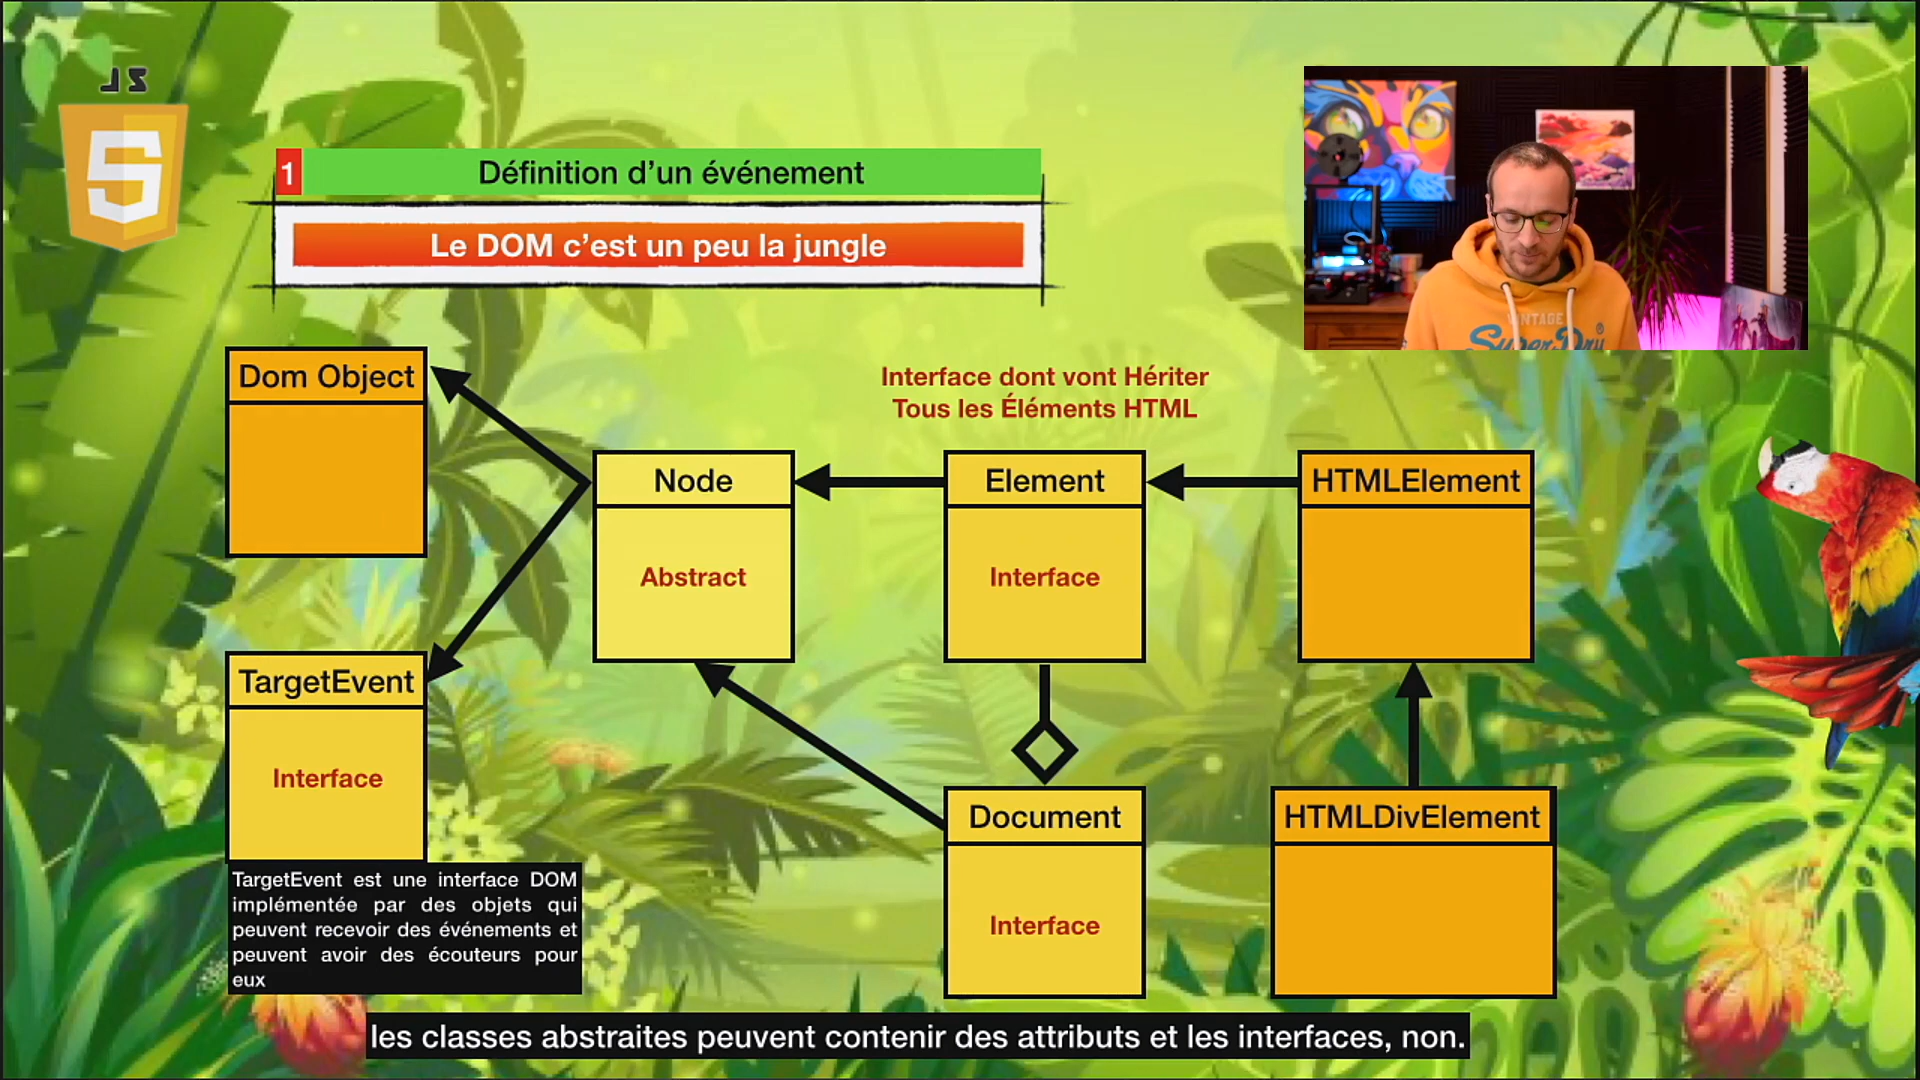 JS
5
1
Définition d’un événement
Le DOM c’est un peu la jungle
VINTAGE
SuperDry
®
Dom Object
Interface dont vont Hériter
Tous les Éléments HTML
Node
Abstract
Element
Interface
HTMLElement
TargetEvent
Interface
TargetEvent est une interface DOM
implémentée par des objets qui
peuvent recevoir des événements et
peuvent avoir des écouteurs pour
eux
Document
Interface
HTMLDivElement
les classes abstraites peuvent contenir des attributs et les interfaces, non.